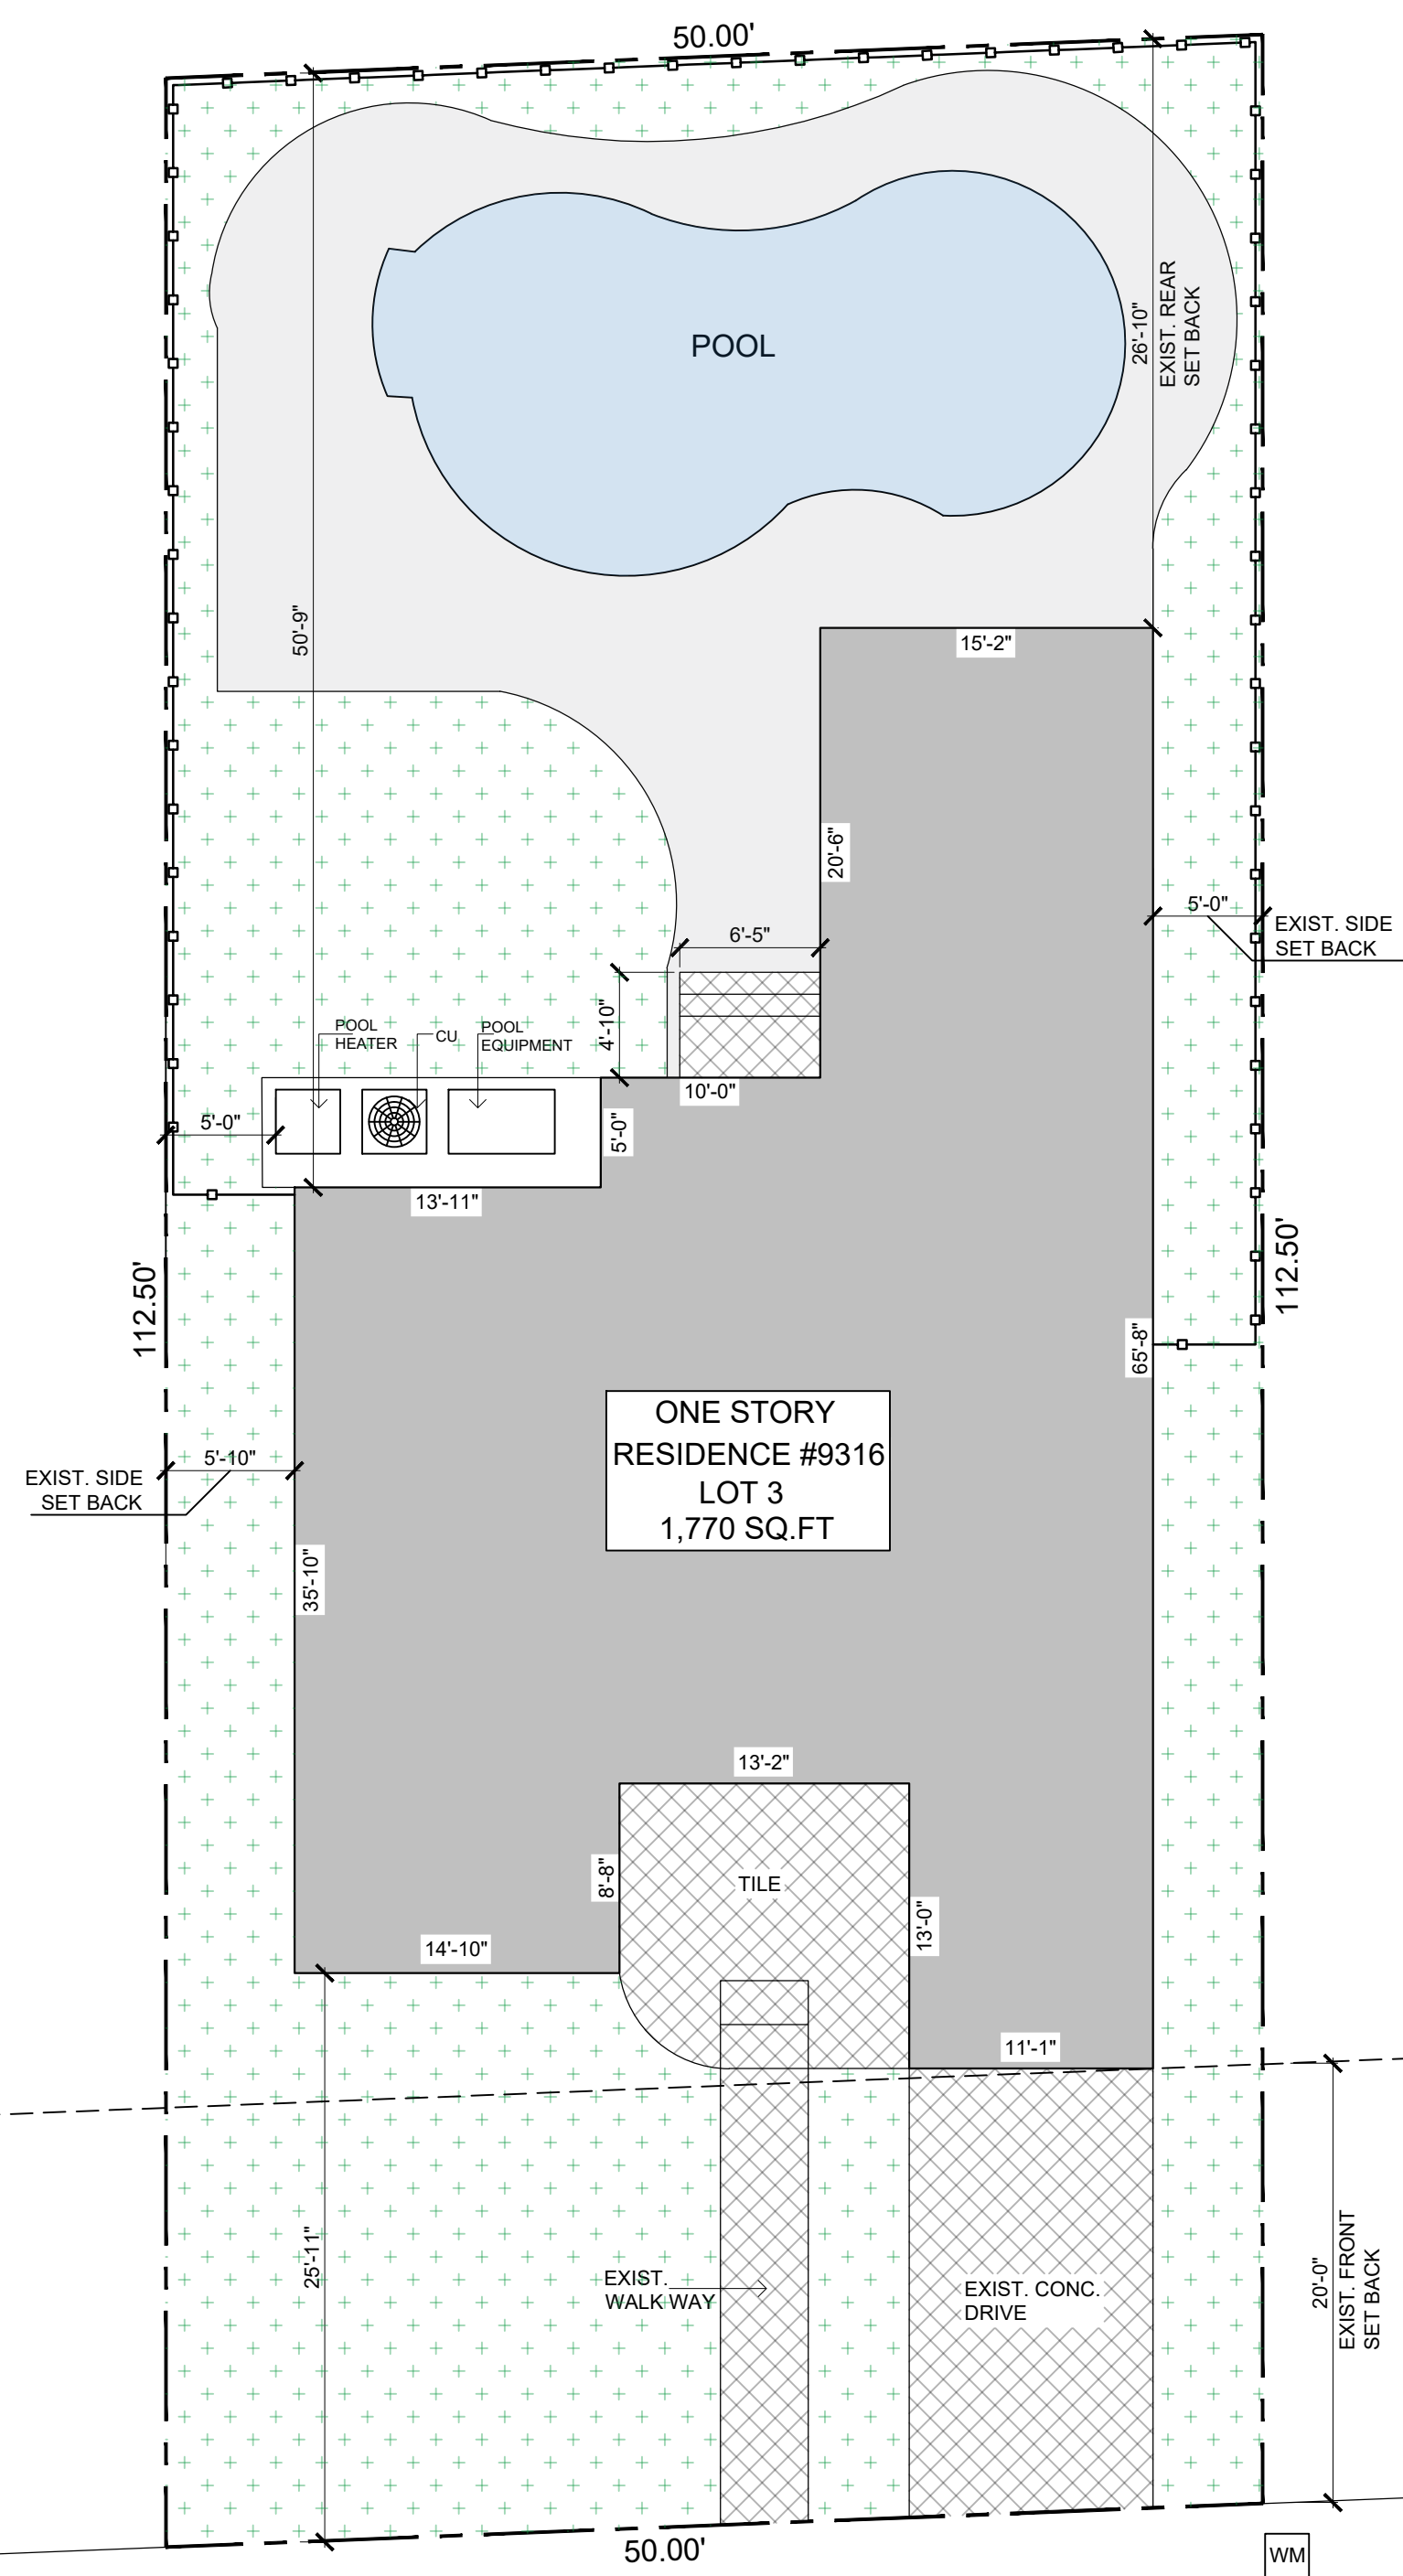 50.00'
POOL
26'-10"
EXIST. REAR
SET BACK
50'-9"
15'-2"
20'-6"
5'-0"
EXIST. SIDE
SET BACK
6'-5"
4'-10"
POOL
HEATER
CU
POOL
EQUIPMENT
10'-0"
5'-0"
5'-0"
13'-11"
112.50'
112.50'
65'-8"
ONE STORY
RESIDENCE #9316
LOT 3
1,770 SQ.FT
5'-10"
EXIST. SIDE
SET BACK
35'-10"
13'-2"
8'-8"
TILE
13'-0"
14'-10"
11'-1"
25'-11"
EXIST.
WALK WAY
EXIST. CONC.
DRIVE
20'-0"
EXIST. FRONT
SET BACK
50.00'
WM